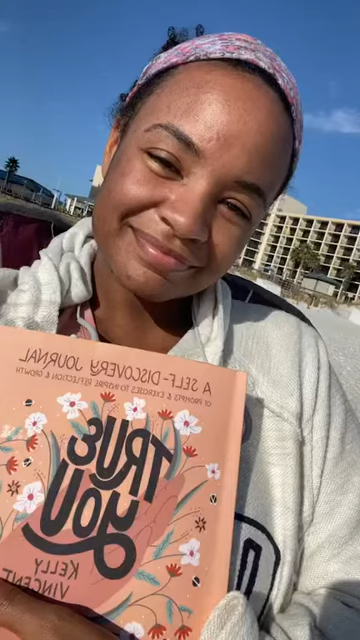 A SELF-DISCOVERY JOURNAL
OF PROMPTS & EXERCISES TO INSPIRE REFLECTION & GROWTH
TRUE
YOU
KELLY
VINCENT